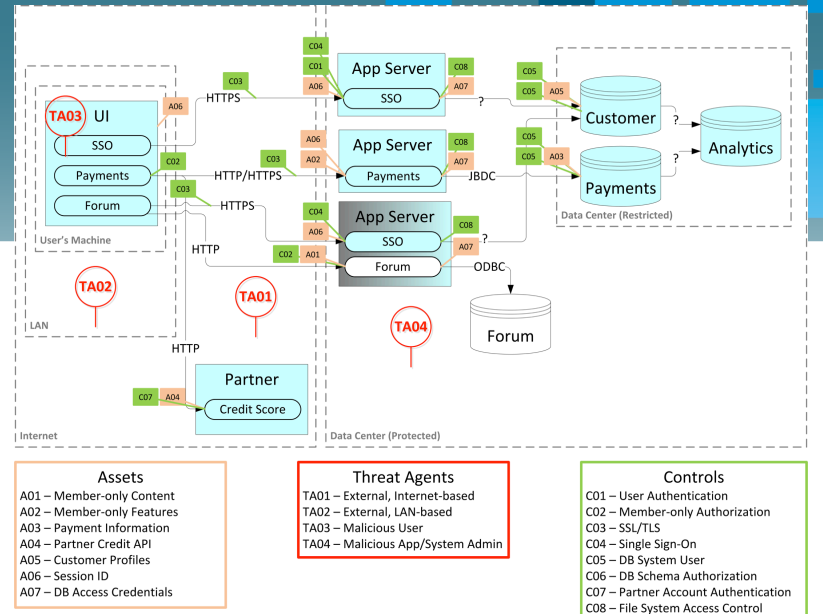 C04
C01
A06
App Server
SSO
C08
A07
C05
C05
A05
Customer
?
?
?
Analytics
TA03
UI
A06
SSO
Payments
Forum
C02
C03
C03
C03
HTTPS
HTTP/HTTPS
HTTPS
HTTP
User's Machine
A06
A02
App Server
Payments
C08
A07
JBDC
C05
C05
A03
Payments
Data Center (Restricted)
App Server
C04
A06
SSO
C08
A07
?
C02
A01
Forum
ODBC
Forum
TA02
TA01
TA04
LAN
HTTP
Partner
C07
A04
Credit Score
Internet
Data Center (Protected)
Assets
A01 – Member-only Content
A02 – Member-only Features
A03 – Payment Information
A04 – Partner Credit API
A05 – Customer Profiles
A06 – Session ID
A07 – DB Access Credentials
Threat Agents
TA01 – External, Internet-based
TA02 – External, LAN-based
TA03 – Malicious User
TA04 – Malicious App/System Admin
Controls
C01 – User Authentication
C02 – Member-only Authorization
C03 – SSL/TLS
C04 – Single Sign-On
C05 – DB System User
C06 – DB Schema Authorization
C07 – Partner Account Authentication
C08 – File System Access Control